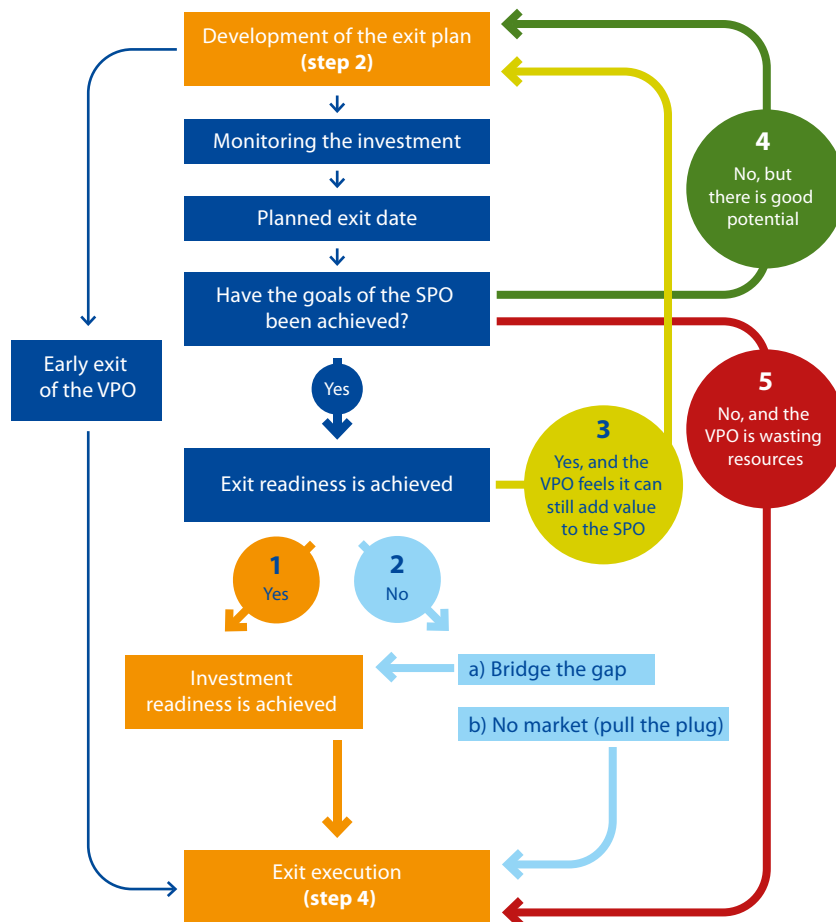 Development of the exit plan
(step 2)
Monitoring the investment
Planned exit date
Have the goals of the SPO
been achieved?
4
No, but
there is good
potential
Early exit
of the VPO
Yes
5
No, and the
VPO is wasting
resources
3
Yes, and the
VPO feels it can
still add value
to the SPO
Exit readiness is achieved
1
Yes
2
No
Investment
readiness is achieved
a) Bridge the gap
b) No market (pull the plug)
Exit execution
(step 4)